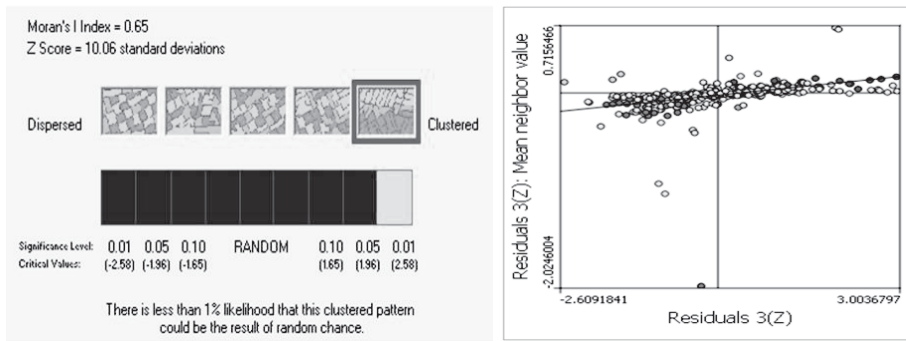 Moran's I Index = 0.65
Z Score = 10.06 standard deviations
Dispersed
Clustered
Significance Level: 0.01 0.05 0.10 RANDOM 0.10 0.05 0.01
Critical Values: (-2.58) (-1.96) (-1.65) (1.65) (1.96) (2.58)
There is less than 1% likelihood that this clustered pattern
could be the result of random chance.
Residuals 3(Z): Mean neighbor value
0.7156466
-2.0246004
-2.6091841
3.0036797
Residuals 3(Z)